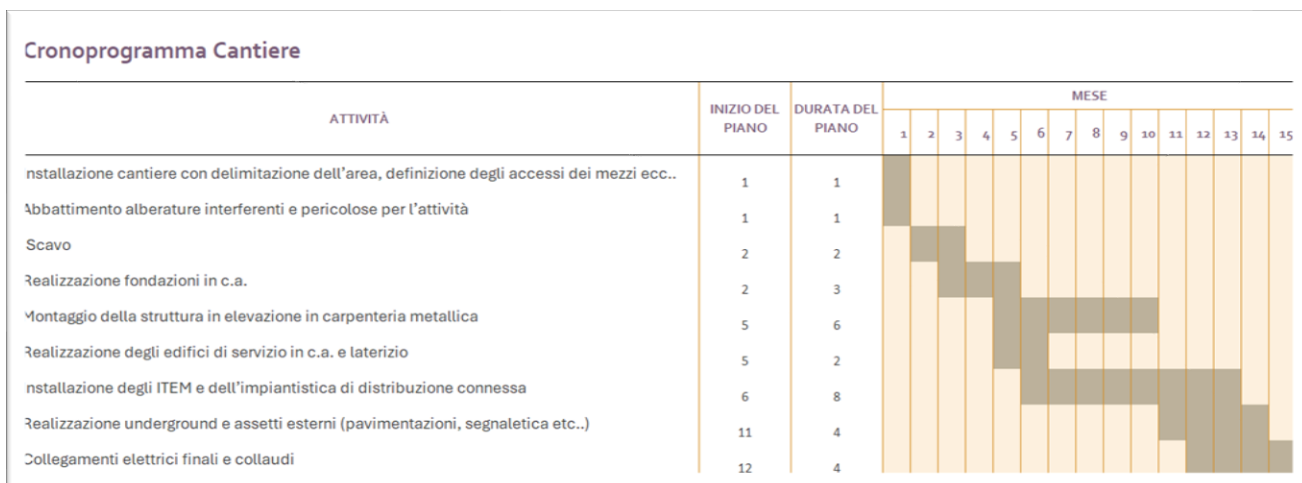 Cronoprogramma Cantiere
ATTIVITÀ INIZIO DEL PIANO DURATA DEL PIANO MESE
1 2 3 4 5 6 7 8 9 10 11 12 13 14 15
nstallazione cantiere con delimitazione dell'area, definizione degli accessi dei mezzi ecc.. 1 1
Abbattimento alberature interferenti e pericolose per l'attività 1 1
Scavo 2 2
Realizzazione fondazioni in c.a. 2 3
Montaggio della struttura in elevazione in carpenteria metallica 5 6
Realizzazione degli edifici di servizio in c.a. e laterizio 5 2
nstallazione degli ITEM e dell'impiantistica di distribuzione connessa 6 8
Realizzazione underground e assetti esterni (pavimentazioni, segnaletica etc..) 11 4
Collegamenti elettrici finali e collaudi 12 4